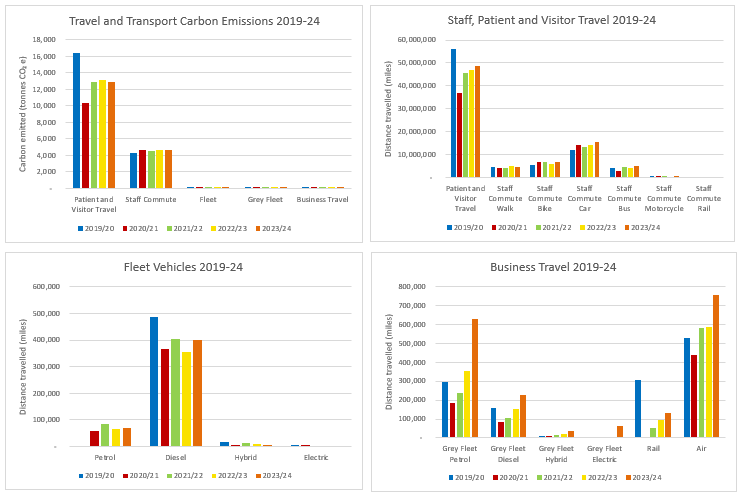 Travel and Transport Carbon Emissions 2019-24
Carbon emitted (tonnes CO₂ e)
18,000
16,000
14,000
12,000
10,000
8,000
6,000
4,000
2,000
-
Patient and Visitor Travel
Staff Commute
Fleet
Grey Fleet
Business Travel
2019/20 2020/21 2021/22 2022/23 2023/24
Staff, Patient and Visitor Travel 2019-24
Distance travelled (miles)
60,000,000
50,000,000
40,000,000
30,000,000
20,000,000
10,000,000
-
Patient and Visitor Travel
Staff Commute Walk
Staff Commute Bike
Staff Commute Car
Staff Commute Bus
Staff Commute Motorcycle
Staff Commute Rail
2019/20 2020/21 2021/22 2022/23 2023/24
Fleet Vehicles 2019-24
Distance travelled (miles)
600,000
500,000
400,000
300,000
200,000
100,000
-
Petrol
Diesel
Hybrid
Electric
2019/20 2020/21 2021/22 2022/23 2023/24
Business Travel 2019-24
Distance travelled (miles)
800,000
700,000
600,000
500,000
400,000
300,000
200,000
100,000
-
Grey Fleet Petrol
Grey Fleet Diesel
Grey Fleet Hybrid
Grey Fleet Electric
Rail
Air
2019/20 2020/21 2021/22 2022/23 2023/24